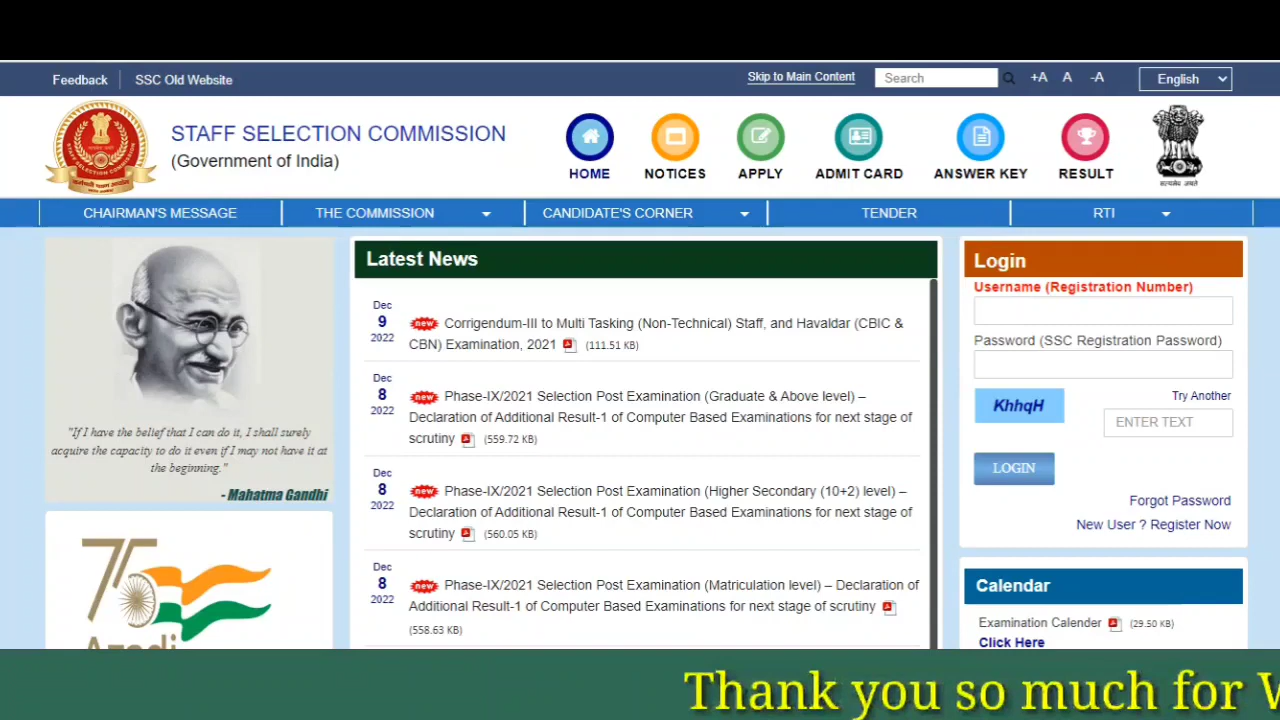 Feedback
SSC Old Website
Skip to Main Content
Search
+A
A
-A
English
STAFF SELECTION COMMISSION
(Government of India)
HOME
NOTICES
APPLY
ADMIT CARD
ANSWER KEY
RESULT
सत्यमेव जयते
CHAIRMAN'S MESSAGE
THE COMMISSION
CANDIDATE'S CORNER
TENDER
RTI
"If I have the belief that I can do it, I shall surely
acquire the capacity to do it even if I may not have it at
the beginning."
- Mahatma Gandhi
75
Azadi
Latest News
Dec
9
2022
new Corrigendum-III to Multi Tasking (Non-Technical) Staff, and Havaldar (CBIC &
CBN) Examination, 2021 (111.51 KB)
Dec
8
2022
new Phase-IX/2021 Selection Post Examination (Graduate & Above level) –
Declaration of Additional Result-1 of Computer Based Examinations for next stage of
scrutiny (559.72 KB)
Dec
8
2022
new Phase-IX/2021 Selection Post Examination (Higher Secondary (10+2) level) –
Declaration of Additional Result-1 of Computer Based Examinations for next stage of
scrutiny (560.05 KB)
Dec
8
2022
new Phase-IX/2021 Selection Post Examination (Matriculation level) – Declaration of
Additional Result-1 of Computer Based Examinations for next stage of scrutiny
(558.63 KB)
Login
Username (Registration Number)
Password (SSC Registration Password)
KhhqH
Try Another
ENTER TEXT
LOGIN
Forgot Password
New User ? Register Now
Calendar
Examination Calender (29.50 KB)
Click Here
Thank you so much for